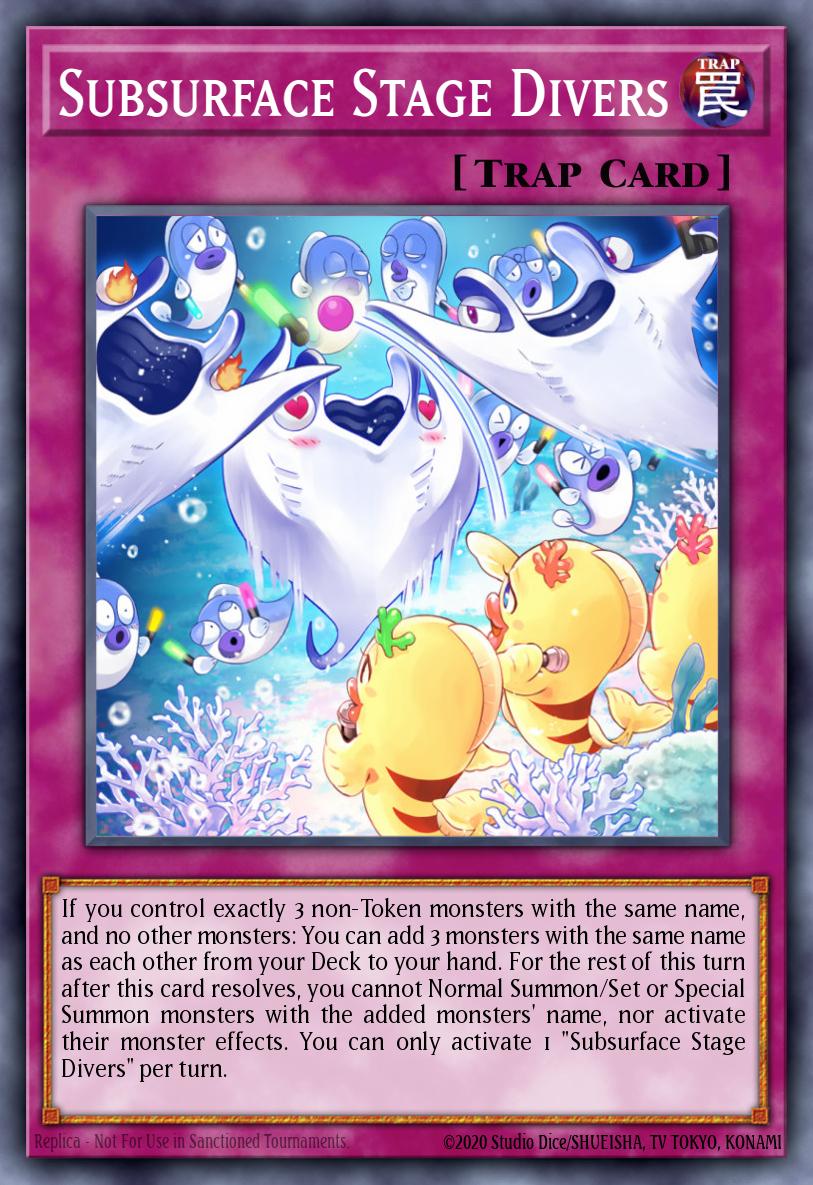 Subsurface Stage Divers
TRAP
罠
[Trap Card]
If you control exactly 3 non-Token monsters with the same name,
and no other monsters: You can add 3 monsters with the same name
as each other from your Deck to your hand. For the rest of this turn
after this card resolves, you cannot Normal Summon/Set or Special
Summon monsters with the added monsters' name, nor activate
their monster effects. You can only activate 1 "Subsurface Stage
Divers" per turn.
Replica - Not For Use in Sanctioned Tournaments.
©2020 Studio Dice/SHUEISHA, TV TOKYO, KONAMI